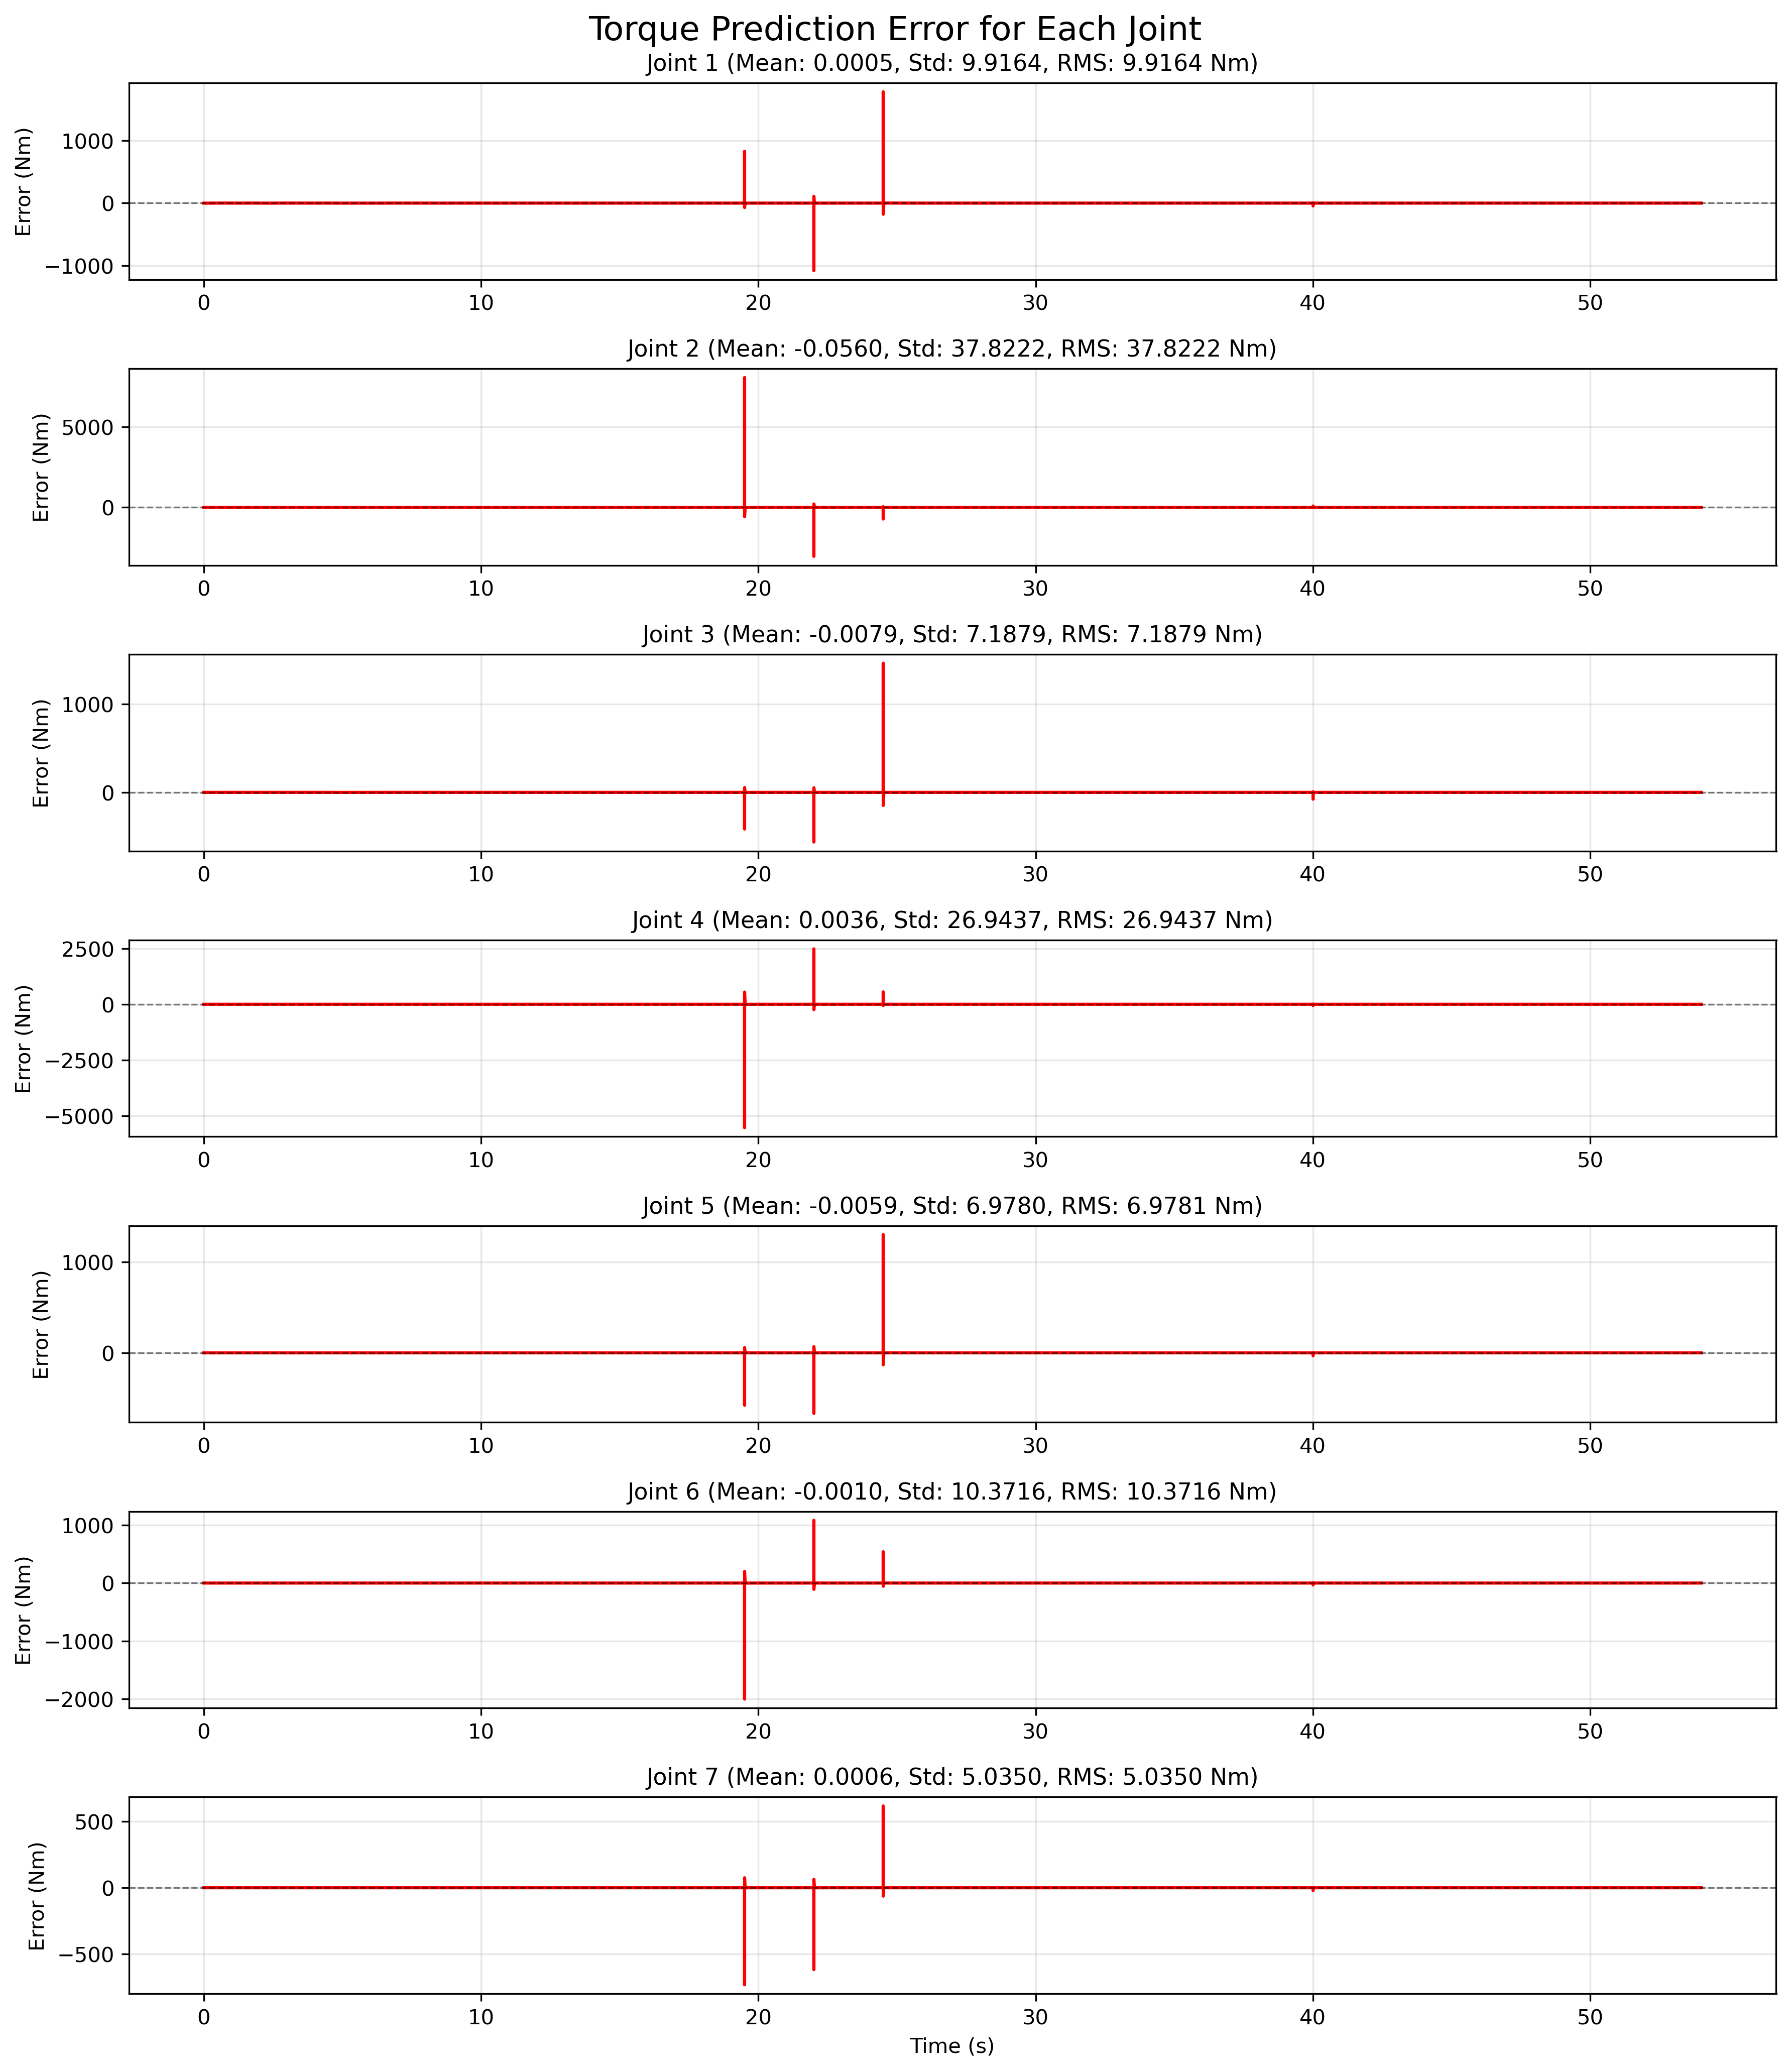 Torque Prediction Error for Each Joint
Joint 1 (Mean: 0.0005, Std: 9.9164, RMS: 9.9164 Nm)
Error (Nm)
1000
0
−1000
0 10 20 30 40 50
Joint 2 (Mean: -0.0560, Std: 37.8222, RMS: 37.8222 Nm)
Error (Nm)
5000
0
0 10 20 30 40 50
Joint 3 (Mean: -0.0079, Std: 7.1879, RMS: 7.1879 Nm)
Error (Nm)
1000
0
0 10 20 30 40 50
Joint 4 (Mean: 0.0036, Std: 26.9437, RMS: 26.9437 Nm)
Error (Nm)
2500
0
−2500
−5000
0 10 20 30 40 50
Joint 5 (Mean: -0.0059, Std: 6.9780, RMS: 6.9781 Nm)
Error (Nm)
1000
0
0 10 20 30 40 50
Joint 6 (Mean: -0.0010, Std: 10.3716, RMS: 10.3716 Nm)
Error (Nm)
1000
0
−1000
−2000
0 10 20 30 40 50
Joint 7 (Mean: 0.0006, Std: 5.0350, RMS: 5.0350 Nm)
Error (Nm)
500
0
−500
0 10 20 30 40 50
Time (s)